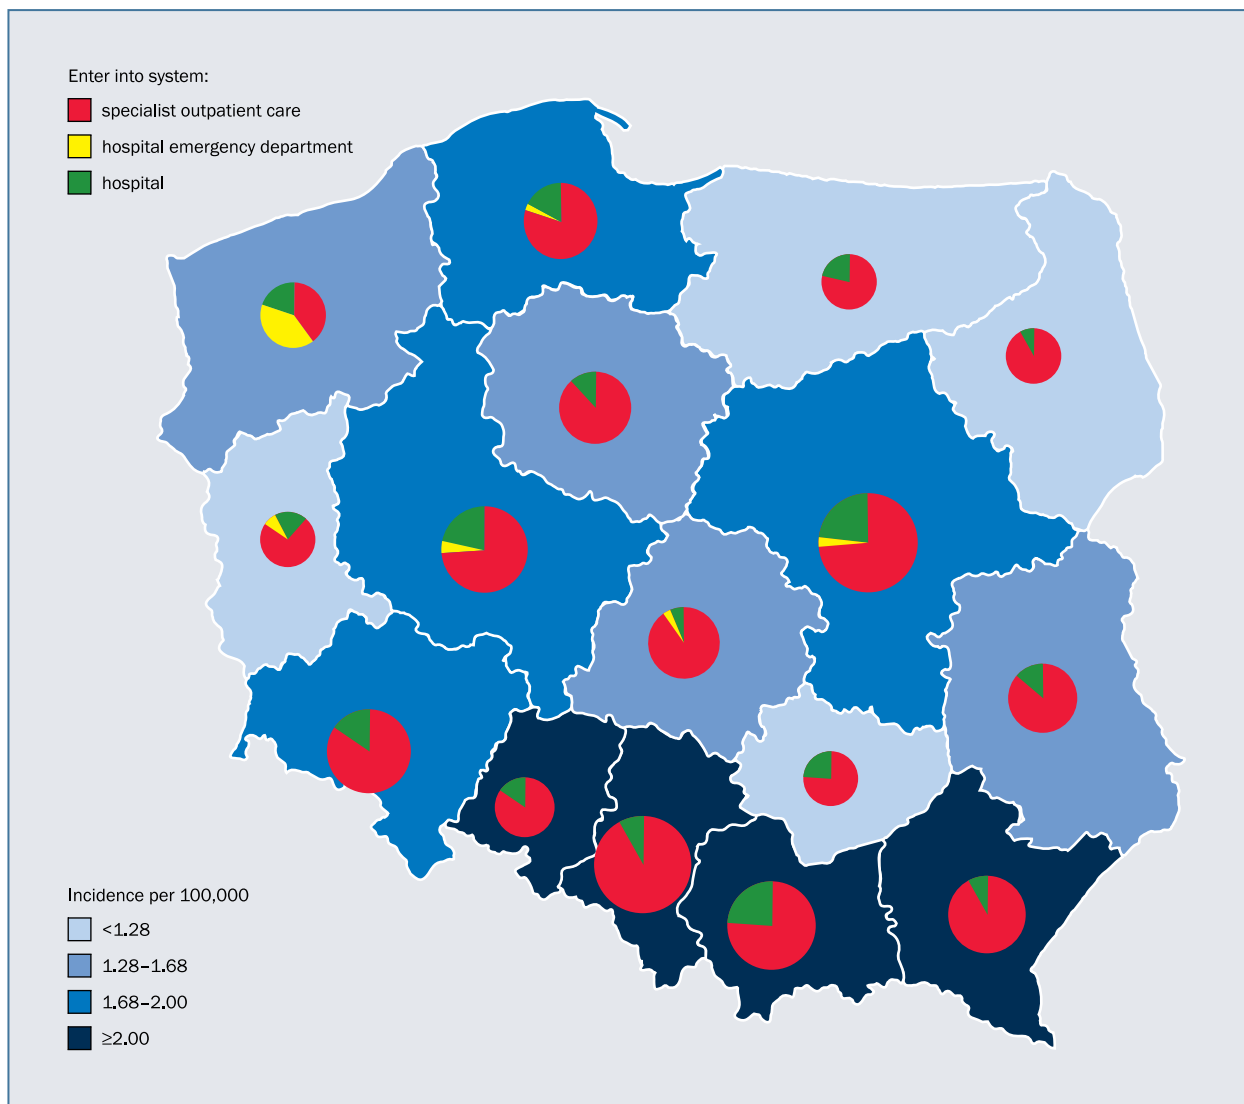 Enter into system:
specialist outpatient care
hospital emergency department
hospital
Incidence per 100,000
<1.28
1.28–1.68
1.68–2.00
≥2.00